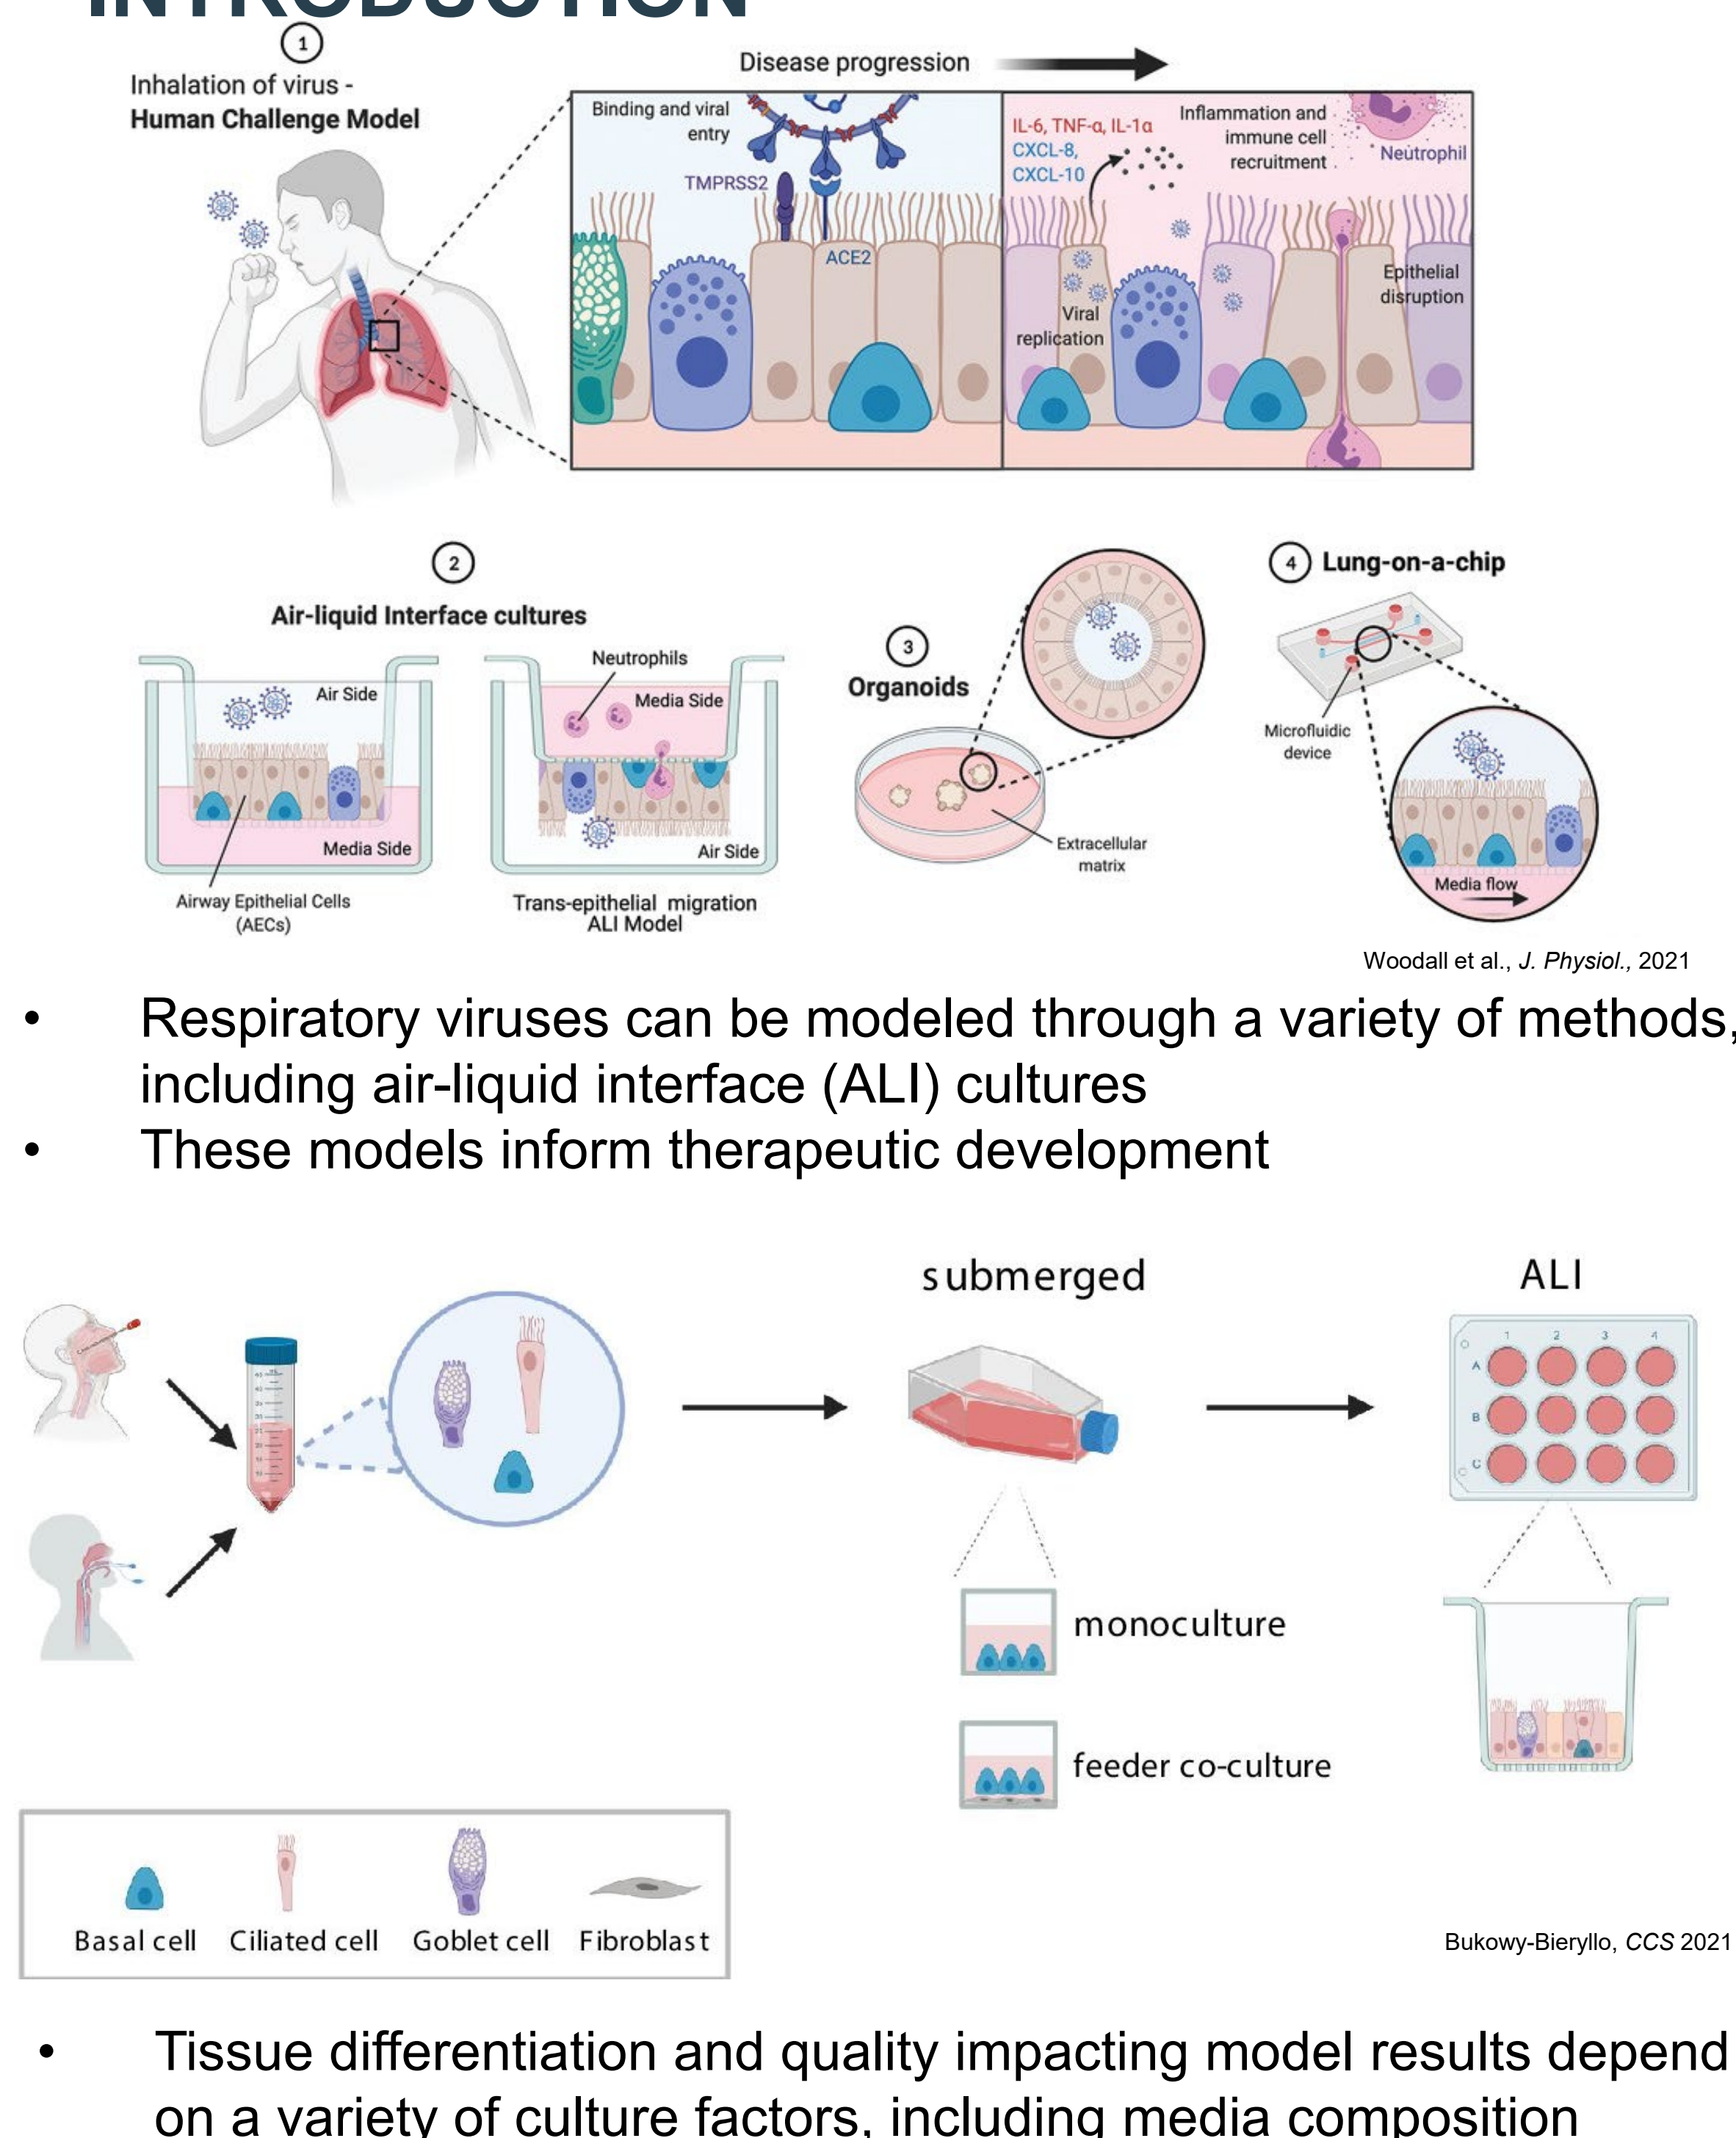 INTRODUCTION
1
Inhalation of virus -
Human Challenge Model
Disease progression
Binding and viral
entry
TMPRSS2
ACE2
IL-6, TNF-α, IL-1α
CXCL-8,
CXCL-10
Inflammation and
immune cell
recruitment
Neutrophil
Viral
replication
Epithelial
disruption
2
Air-liquid Interface cultures
Air Side
Media Side
Airway Epithelial Cells
(AECs)
Neutrophils
Media Side
Air Side
Trans-epithelial migration
ALI Model
3
Organoids
Extracellular
matrix
4 Lung-on-a-chip
Microfluidic
device
Media flow
Woodall et al., J. Physiol., 2021
• Respiratory viruses can be modeled through a variety of methods,
including air-liquid interface (ALI) cultures
• These models inform therapeutic development
submerged
ALI
1 2 3 4
A
B
C
monoculture
feeder co-culture
Basal cell Ciliated cell Goblet cell Fibroblast
Bukowy-Bieryllo, CCS 2021
• Tissue differentiation and quality impacting model results depend
on a variety of culture factors, including media composition